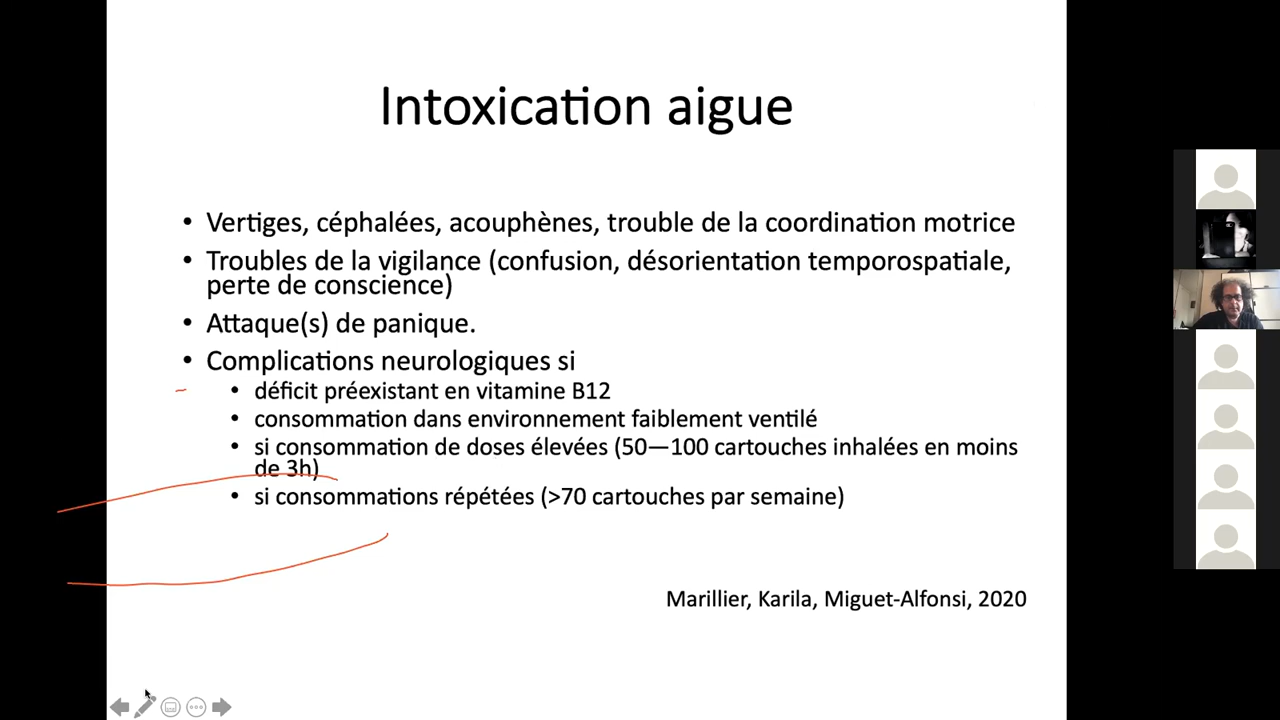 Intoxication aigue
• Vertiges, céphalées, acouphènes, trouble de la coordination motrice
• Troubles de la vigilance (confusion, désorientation temporospatiale,
perte de conscience)
• Attaque(s) de panique.
• Complications neurologiques si
• déficit préexistant en vitamine B12
• consommation dans environnement faiblement ventilé
• si consommation de doses élevées (50—100 cartouches inhalées en moins
de 3h)
• si consommations répétées (>70 cartouches par semaine)
Marillier, Karila, Miguet-Alfonsi, 2020